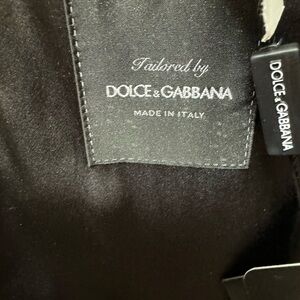 Tailored by
DOLCE & GABBANA
MADE IN ITALY
DOLCE & GABBANA